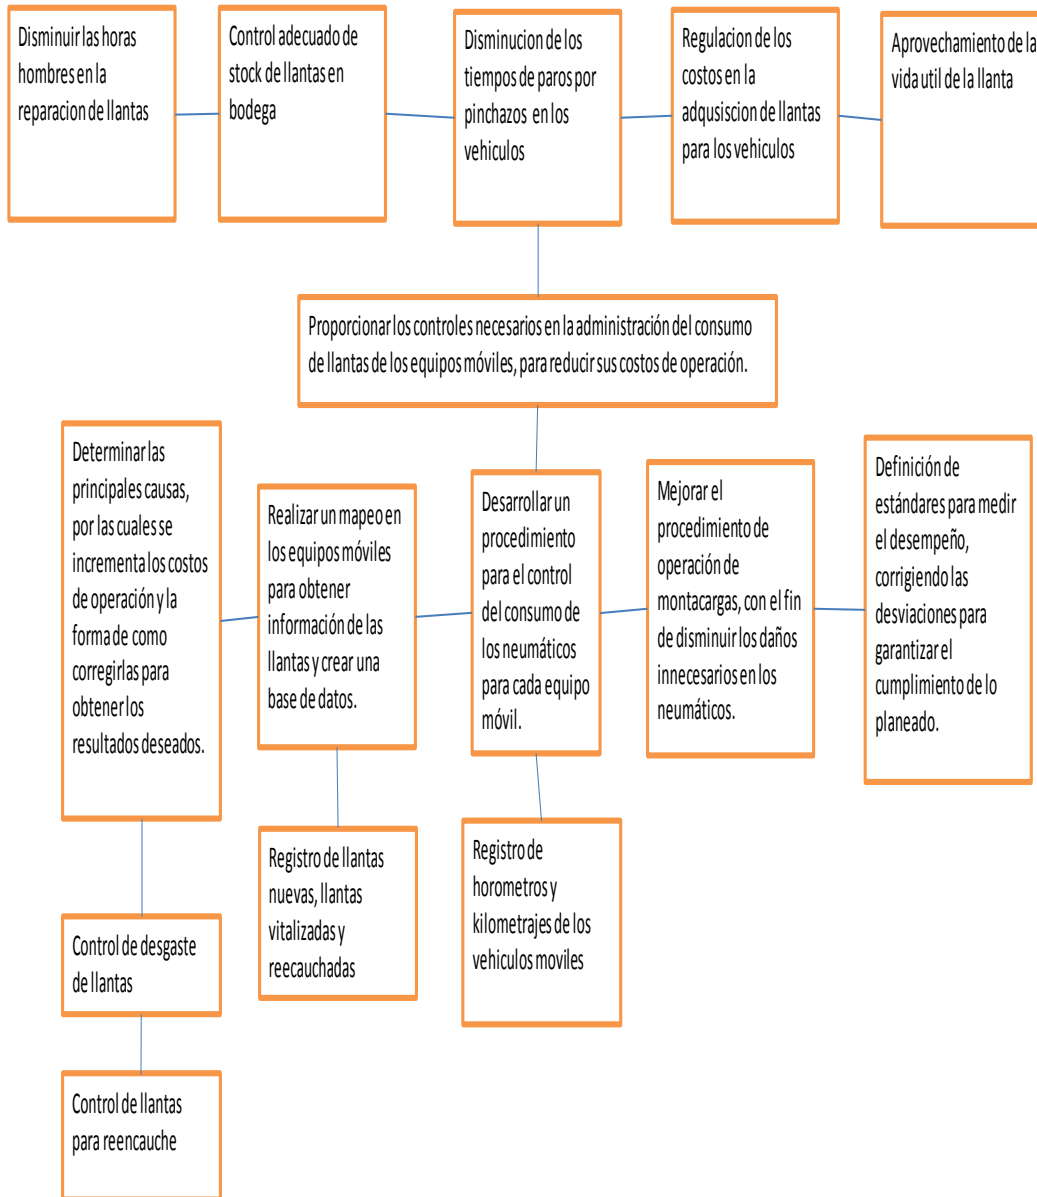 Disminuir las horas
hombres en la
reparacion de llantas
Control adecuado de
stock de llantas en
bodega
Disminucion de los
tiempos de paros por
pinchazos en los
vehiculos
Regulacion de los
costos en la
adqusiscion de llantas
para los vehiculos
Aprovechamiento de la
vida util de la llanta
Proporcionar los controles necesarios en la administración del consumo
de llantas de los equipos móviles, para reducir sus costos de operación.
Determinar las
principales causas,
por las cuales se
incrementa los costos
de operación y la
forma de como
corregirlas para
obtener los
resultados deseados.
Realizar un mapeo en
los equipos móviles
para obtener
información de las
llantas y crear una
base de datos.
Desarrollar un
procedimiento
para el control
del consumo de
los neumáticos
para cada equipo
móvil.
Mejorar el
procedimiento de
operación de
montacargas, con el fin
de disminuir los daños
innecesarios en los
neumáticos.
Definición de
estándares para medir
el desempeño,
corrigiendo las
desviaciones para
garantizar el
cumplimiento de lo
planeado.
Registro de llantas
nuevas, llantas
vitalizadas y
reecauchadas
Registro de
horometros y
kilometrajes de los
vehiculos moviles
Control de desgaste
de llantas
Control de llantas
para reencauche